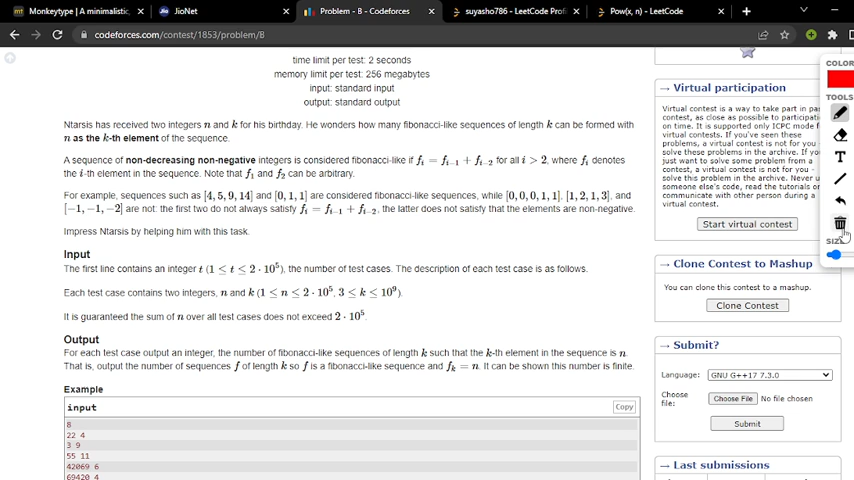 Monkeytype | A minimalistic,
JioNet
Problem - B - Codeforces
suyasho786 - LeetCode Profi
Pow(x, n) - LeetCode
codeforces.com/contest/1853/problem/B
time limit per test: 2 seconds
memory limit per test: 256 megabytes
input: standard input
output: standard output
Ntarsis has received two integers n and k for his birthday. He wonders how many fibonacci-like sequences of length k can be formed with
n as the k-th element of the sequence.
A sequence of non-decreasing non-negative integers is considered fibonacci-like if f_i = f_{i−1} + f_{i−2} for all i > 2, where f_i denotes
the i-th element in the sequence. Note that f_1 and f_2 can be arbitrary.
For example, sequences such as [4, 5, 9, 14] and [0, 1, 1] are considered fibonacci-like sequences, while [0, 0, 0, 1, 1], [1, 2, 1, 3], and
[−1, −1, −2] are not: the first two do not always satisfy f_i = f_{i−1} + f_{i−2}, the latter does not satisfy that the elements are non-negative.
Impress Ntarsis by helping him with this task.
Input
The first line contains an integer t (1 ≤ t ≤ 2 · 10^5), the number of test cases. The description of each test case is as follows.
Each test case contains two integers, n and k (1 ≤ n ≤ 2 · 10^5, 3 ≤ k ≤ 10^9).
It is guaranteed the sum of n over all test cases does not exceed 2 · 10^5.
Output
For each test case output an integer, the number of fibonacci-like sequences of length k such that the k-th element in the sequence is n.
That is, output the number of sequences f of length k so f is a fibonacci-like sequence and f_k = n. It can be shown this number is finite.
Example
input
Copy
8
22 4
3 9
55 11
42069 6
69420 4
→ Virtual participation
Virtual contest is a way to take part in pa
contest, as close as possible to participati
on time. It is supported only ICPC mode f
virtual contests. If you've seen these
problems, a virtual contest is not for you -
solve these problems in the archive. If you
just want to solve some problem from a
contest, a virtual contest is not for you -
solve this problem in the archive. Never u
someone else's code, read the tutorials or
communicate with other person during a
virtual contest.
Start virtual contest
→ Clone Contest to Mashup
You can clone this contest to a mashup.
Clone Contest
→ Submit?
Language:
GNU G++17 7.3.0
Choose
file:
Choose File
No file chosen
Submit
→ Last submissions
COLOR
TOOLS
T
SIZE